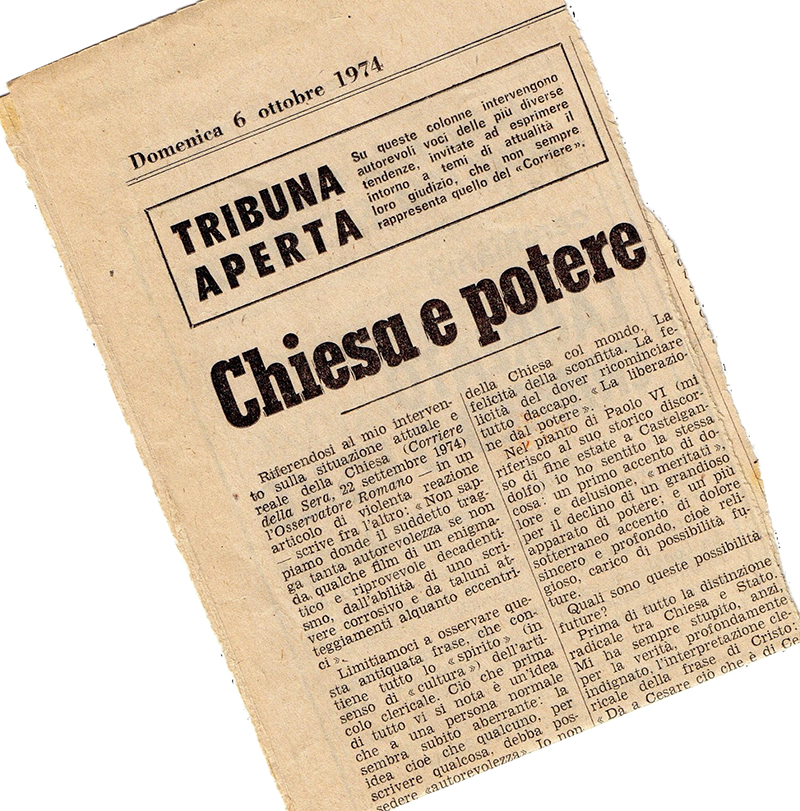 Domenica 6 ottobre 1974
TRIBUNA
APERTA
Su queste colonne intervengono
autorevoli voci delle più diverse
tendenze, invitate ad esprimere
intorno a temi di attualità il
loro giudizio, che non sempre
rappresenta quello del «Corriere».
Chiesa e potere
Riferendosi al mio interven-
to sulla situazione attuale e
reale della Chiesa (Corriere
della Sera, 22 settembre 1974)
l'Osservatore Romano — in un
articolo di violenta reazione
— scrive fra l'altro: «Non sap-
piamo donde il suddetto trag-
ga tanta autorevolezza se non
da qualche film di un enigma-
tico e riprovevole decadenti-
smo, dall'abilità di uno scri-
vere corrosivo e da taluni at-
teggiamenti alquanto eccentri-
ci».
Limitiamoci a osservare que-
sta antiquata frase, che con-
tiene tutto lo «spirito» (in
senso di «cultura») dell'arti-
colo clericale. Ciò che prima
di tutto vi si nota è un'idea
che a una persona normale
sembra subito aberrante: la
idea cioè che qualcuno, per
scrivere qualcosa, debba pos-
sedere «autorevolezza». Io non
della Chiesa col mondo. La
felicità della sconfitta. La fe-
licità del dover ricominciare
tutto daccapo. «La liberazio-
ne dal potere».
Nel pianto di Paolo VI (mi
riferisco al suo storico discor-
so di fine estate a Castelgan-
dolfo) io ho sentito la stessa
cosa: un primo accento di do-
lore e delusione, «meritati»,
per il declino di un grandioso
apparato di potere; e un più
sotterraneo accento di dolore
sincero e profondo, cioè reli-
gioso, carico di possibilità fu-
ture.
Quali sono queste possibilità
future?
Prima di tutto la distinzione
radicale tra Chiesa e Stato.
Mi ha sempre stupito, anzi,
per la verità, profondamente
indignato, l'interpretazione cle-
ricale della frase di Cristo:
«Dà a Cesare ciò che è di Ce